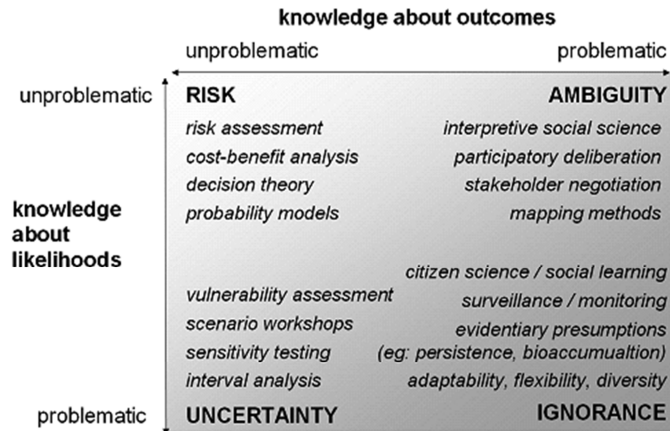 knowledge about outcomes
unproblematic problematic
unproblematic RISK AMBIGUITY
risk assessment interpretive social science
cost-benefit analysis participatory deliberation
decision theory stakeholder negotiation
probability models mapping methods
knowledge
about
likelihoods
citizen science / social learning
vulnerability assessment surveillance / monitoring
scenario workshops evidentiary presumptions
sensitivity testing (eg: persistence, bioaccumualtion)
interval analysis adaptability, flexibility, diversity
problematic UNCERTAINTY IGNORANCE